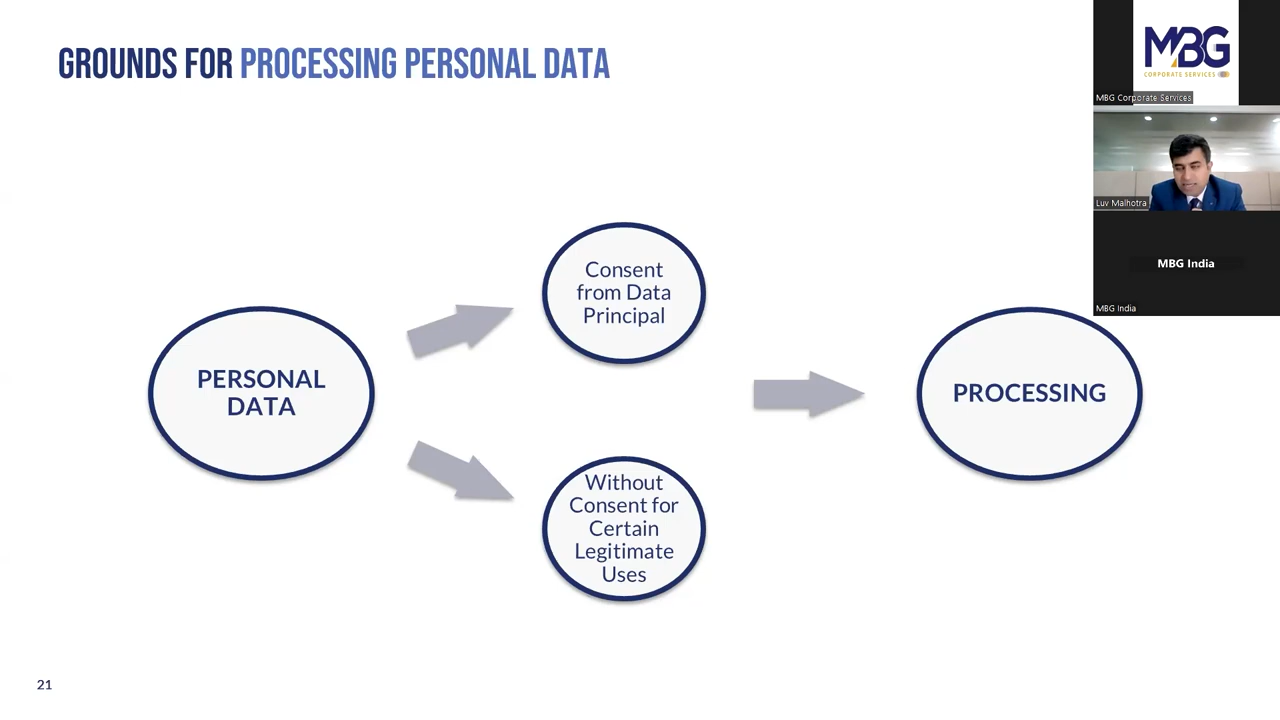 GROUNDS FOR PROCESSING PERSONAL DATA
MBG
CORPORATE SERVICES
MBG Corporate Services
Luv Malhotra
MBG India
MBG India
Consent
from Data
Principal
PERSONAL
DATA
PROCESSING
Without
Consent for
Certain
Legitimate
Uses
21